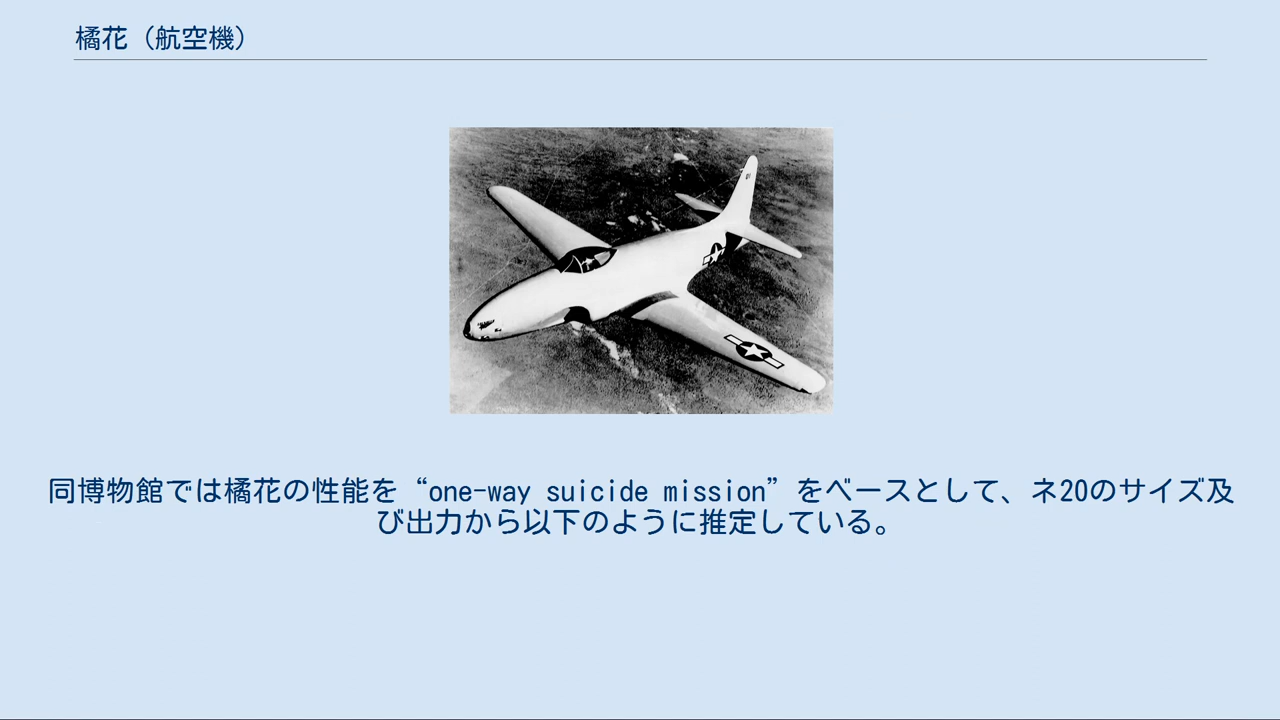 橘花（航空機）
同博物館では橘花の性能を“one-way suicide mission”をベースとして、ネ20のサイズ及
び出力から以下のように推定している。